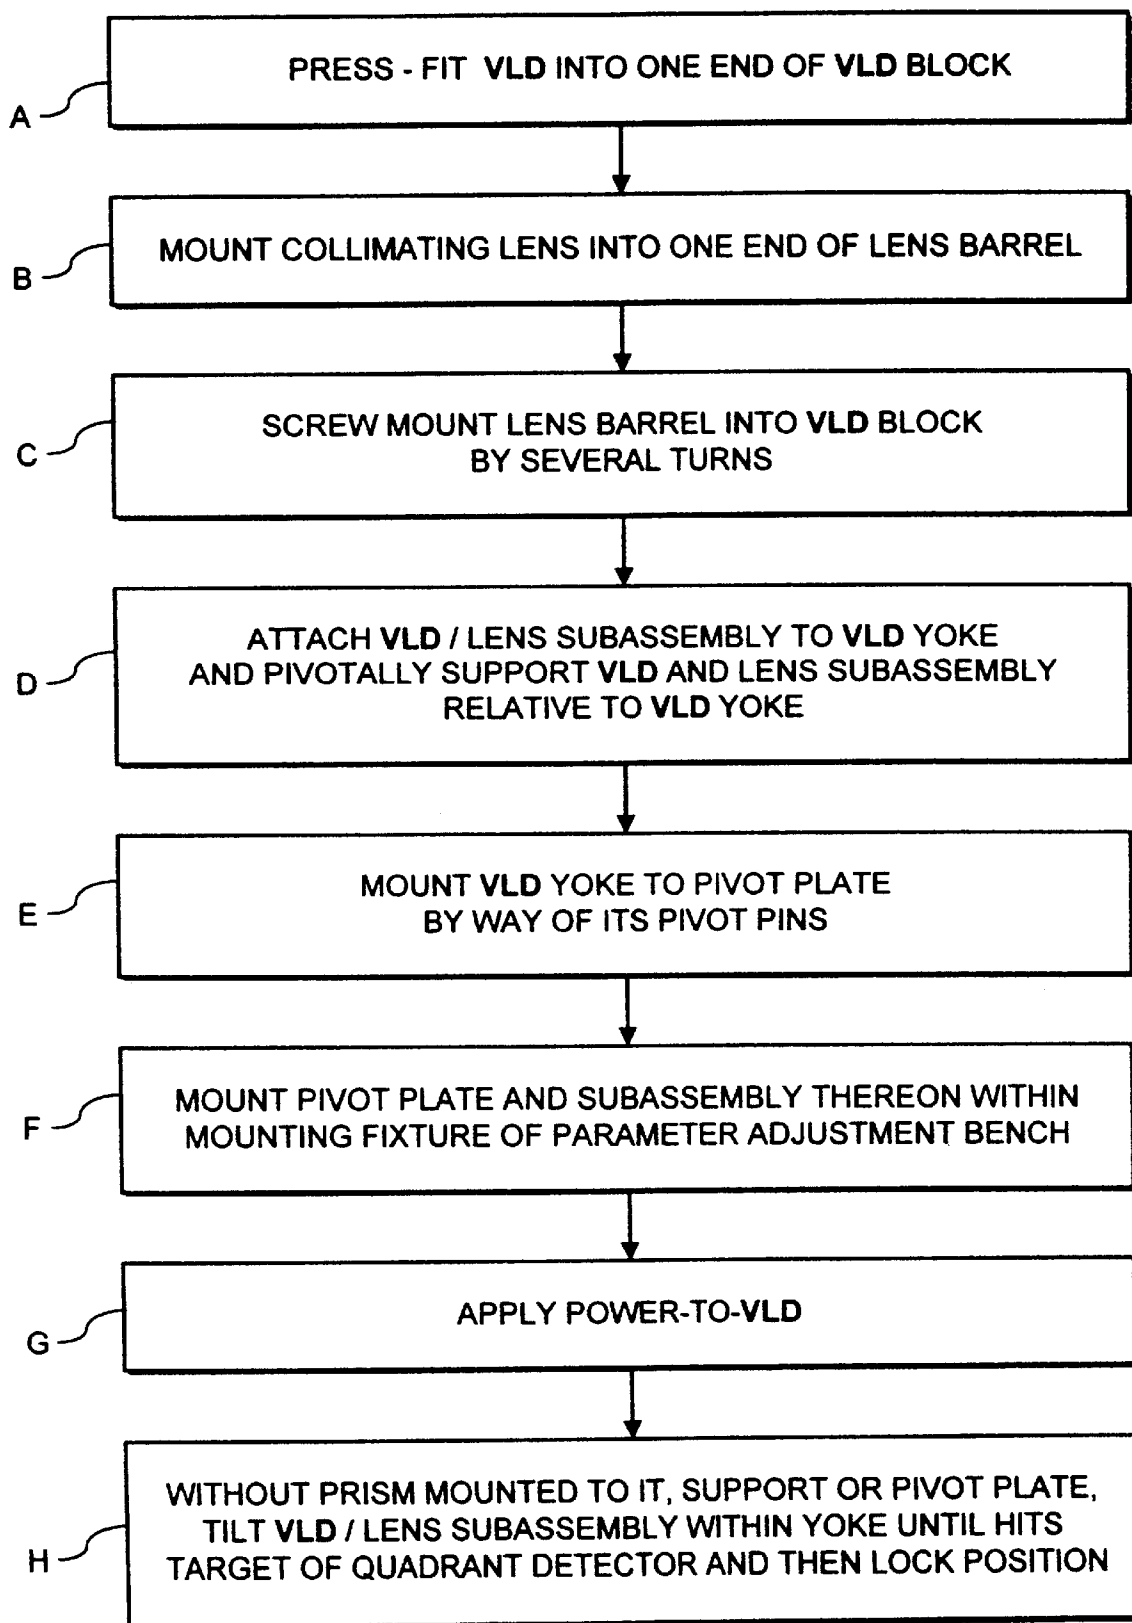 PRESS - FIT VLD INTO ONE END OF VLD BLOCK
A
MOUNT COLLIMATING LENS INTO ONE END OF LENS BARREL
B
SCREW MOUNT LENS BARREL INTO VLD BLOCK
BY SEVERAL TURNS
C
ATTACH VLD / LENS SUBASSEMBLY TO VLD YOKE
AND PIVOTALLY SUPPORT VLD AND LENS SUBASSEMBLY
RELATIVE TO VLD YOKE
D
MOUNT VLD YOKE TO PIVOT PLATE
BY WAY OF ITS PIVOT PINS
E
MOUNT PIVOT PLATE AND SUBASSEMBLY THEREON WITHIN
MOUNTING FIXTURE OF PARAMETER ADJUSTMENT BENCH
F
APPLY POWER-TO-VLD
G
WITHOUT PRISM MOUNTED TO IT, SUPPORT OR PIVOT PLATE,
TILT VLD / LENS SUBASSEMBLY WITHIN YOKE UNTIL HITS
TARGET OF QUADRANT DETECTOR AND THEN LOCK POSITION
H